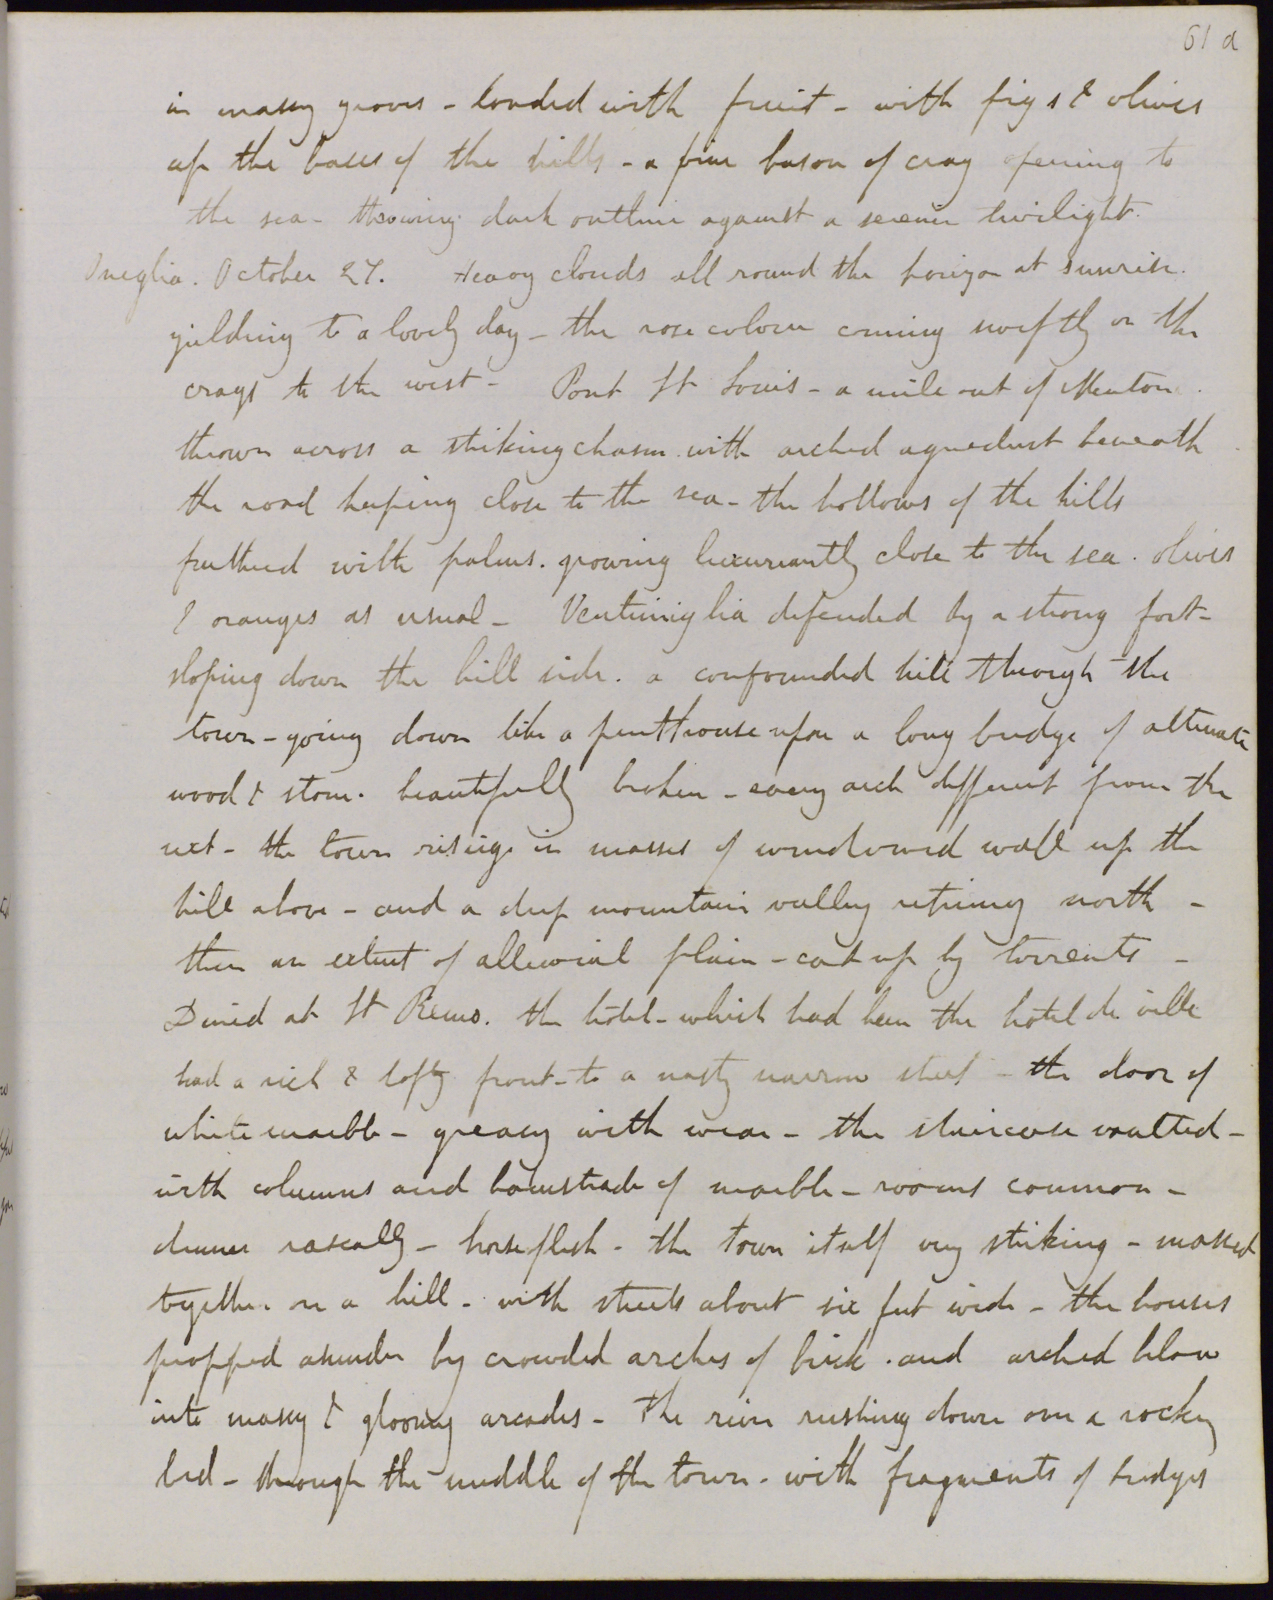 61 d
in massy groves - loaded with fruit - with figs & olives
up the bases of the hills - a fine bason of crag opening to
the sea - throwing dark outline against a serene twilight.
Oneglia. October 27. Heavy clouds all round the horizon at sunrise.
yielding to a lovely day - the rose colour coming swiftly on the
crags to the west - Pont St Louis - a mile out of Mentone.
thrown across a striking chasm. with arched aqueduct beneath
the road keeping close to the sea - the hollows of the hills
feathered with palms. growing luxuriantly close to the sea. olives
& oranges as usual - Ventimiglia defended by a strong fort -
sloping down the hill side. a confounded hill through the
town - going down like a penthouse upon a long bridge of alternate
wood & stone. beautifully broken - every arch different from the
next - the town rising in masses of windowed wall up the
hill above - and a deep mountain valley retiring north -
then an extent of alluvial plain - cut up by torrents -
Dined at St Remo. the hotel - which had been the hotel de ville
had a rich & lofty front - to a nasty narrow street - the door of
white marble - greasy with wear - the staircase vaulted -
with columns and balustrade of marble - rooms common -
dinner rascally - horseflesh - the town itself very striking - massed
together on a hill - with streets about six feet wide - the houses
propped asunder by crowded arches of brick. and arched below
into massy & gloomy arcades - The river rushing down over a rocky
bed - through the middle of the town - with fragments of bridges